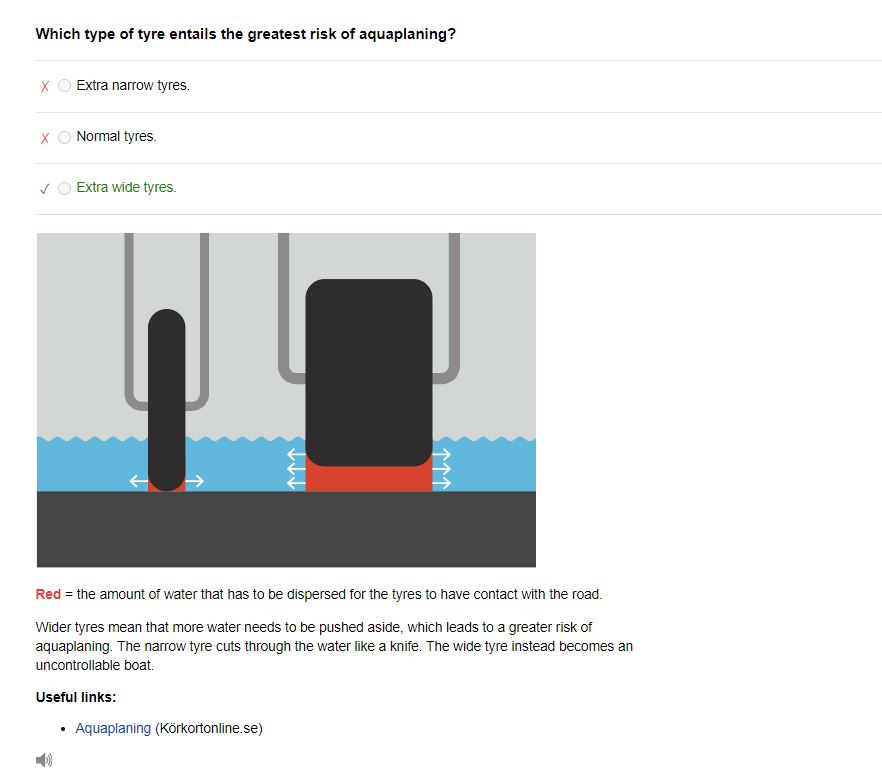 Which type of tyre entails the greatest risk of aquaplaning?
Extra narrow tyres.
Normal tyres.
Extra wide tyres.
Red = the amount of water that has to be dispersed for the tyres to have contact with the road.
Wider tyres mean that more water needs to be pushed aside, which leads to a greater risk of
aquaplaning. The narrow tyre cuts through the water like a knife. The wide tyre instead becomes an
uncontrollable boat.
Useful links:
• Aquaplaning (Körkortonline.se)